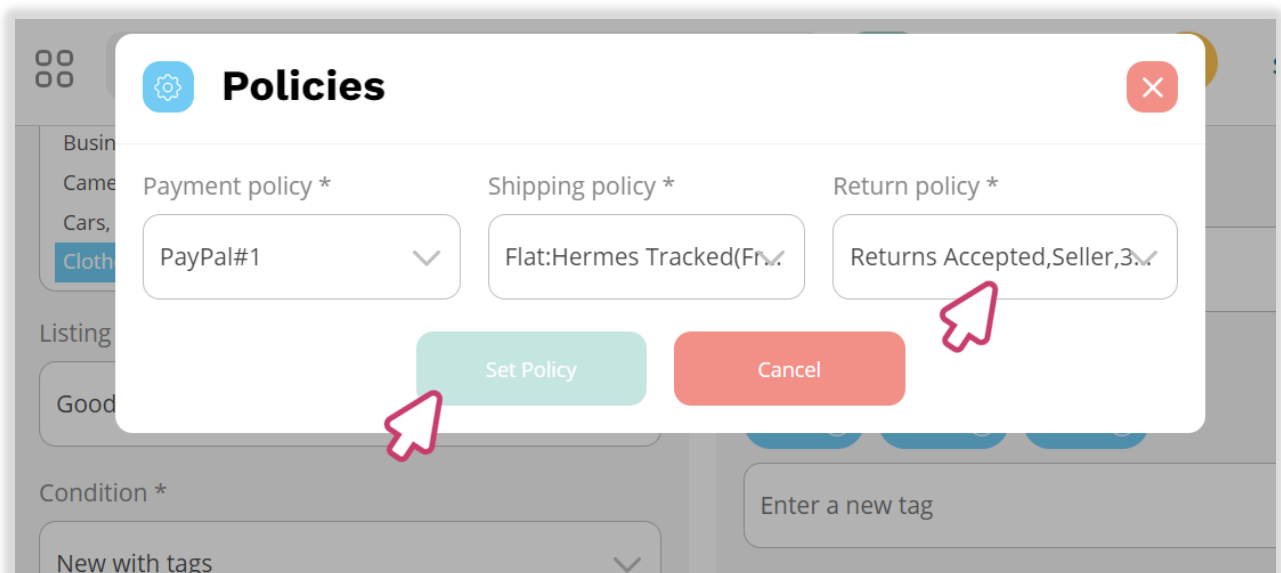 Policies
Busin
Came
Cars,
Cloth
Payment policy *
Shipping policy *
Return policy *
PayPal#1
Flat:Hermes Tracked(Fr...
Returns Accepted,Seller,3...
Set Policy
Cancel
Listing
Good
Condition *
New with tags
Enter a new tag